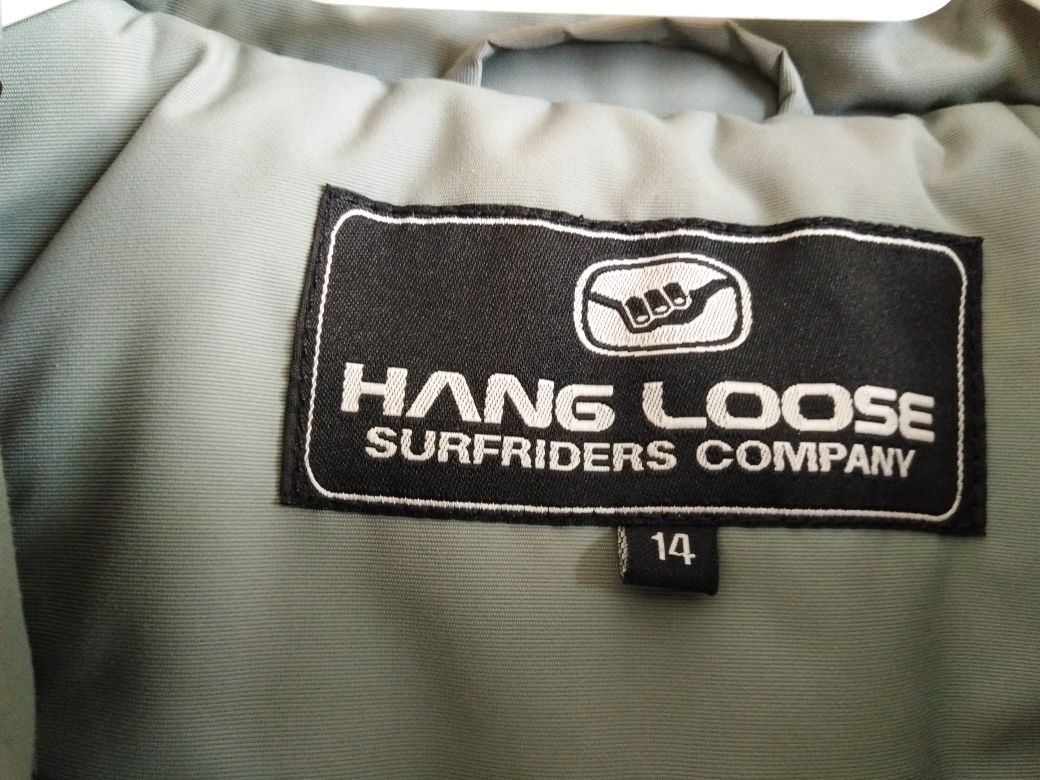 HANG LOOSE
SURFRIDERS COMPANY
14